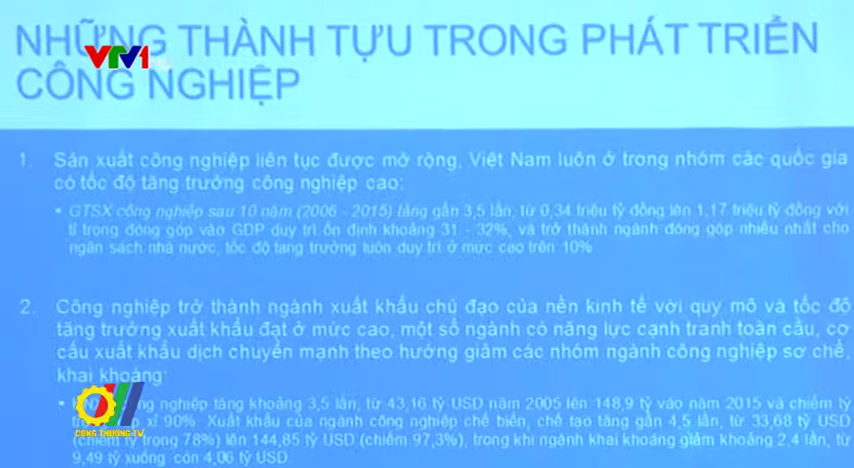 NHỮNG THÀNH TỰU TRONG PHÁT TRIỂN
VTV1
CÔNG NGHIỆP
1. Sản xuất công nghiệp liên tục được mở rộng, Việt Nam luôn ở trong nhóm các quốc gia
có tốc độ tăng trưởng công nghiệp cao:
• GTSX công nghiệp sau 10 năm (2006 - 2015) tăng gần 3,5 lần, từ 0,34 triệu tỷ đồng lên 1,17 triệu tỷ đồng với
tỉ trọng đóng góp vào GDP duy trì ổn định khoảng 31 - 32%, và trở thành ngành đóng góp nhiều nhất cho
ngân sách nhà nước, tốc độ tăng trưởng luôn duy trì ở mức cao trên 10%.
2. Công nghiệp trở thành ngành xuất khẩu chủ đạo của nền kinh tế với quy mô và tốc độ
tăng trưởng xuất khẩu đạt ở mức cao, một số ngành có năng lực cạnh tranh toàn cầu, cơ
cấu xuất khẩu dịch chuyển mạnh theo hướng giảm các nhóm ngành công nghiệp sơ chế,
khai khoáng:
• nghiệp tăng khoảng 3,5 lần, từ 43,16 tỷ USD năm 2005 lên 148,9 tỷ vào năm 2015 và chiếm tỷ
90%. Xuất khẩu của ngành công nghiệp chế biến, chế tạo tăng gần 4,5 lần, từ 33,68 tỷ USD
trọng 78%) lên 144,85 tỷ USD (chiếm 97,3%), trong khi ngành khai khoáng giảm khoảng 2,4 lần, từ
9,49 tỷ xuống còn 4,06 tỷ USD.
CÔNG THƯƠNG TV